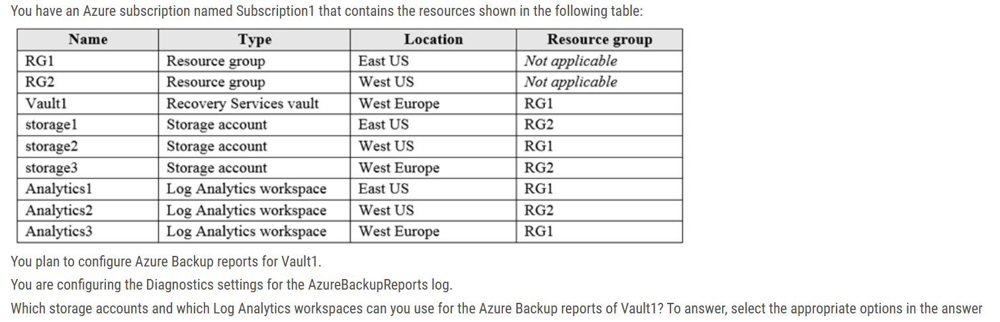 You have an Azure subscription named Subscription1 that contains the resources shown in the following table:
Name Type Location Resource group
RG1 Resource group East US Not applicable
RG2 Resource group West US Not applicable
Vault1 Recovery Services vault West Europe RG1
storage1 Storage account East US RG2
storage2 Storage account West US RG1
storage3 Storage account West Europe RG2
Analytics1 Log Analytics workspace East US RG1
Analytics2 Log Analytics workspace West US RG2
Analytics3 Log Analytics workspace West Europe RG1
You plan to configure Azure Backup reports for Vault1.
You are configuring the Diagnostics settings for the AzureBackupReports log.
Which storage accounts and which Log Analytics workspaces can you use for the Azure Backup reports of Vault1? To answer, select the appropriate options in the answer